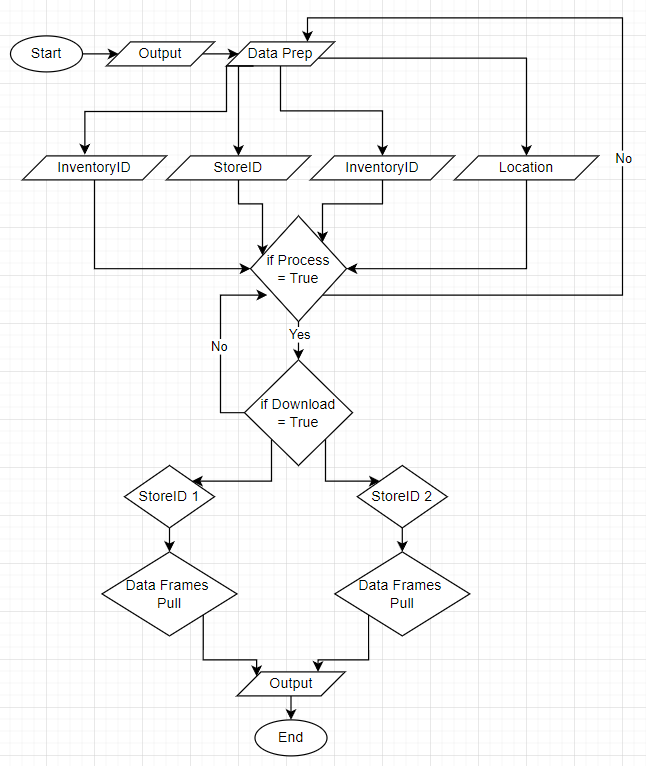 Start
Output
Data Prep
No
InventoryID
StoreID
InventoryID
Location
if Process
= True
Yes
No
if Download
= True
StoreID 1
StoreID 2
Data Frames
Pull
Data Frames
Pull
Output
End